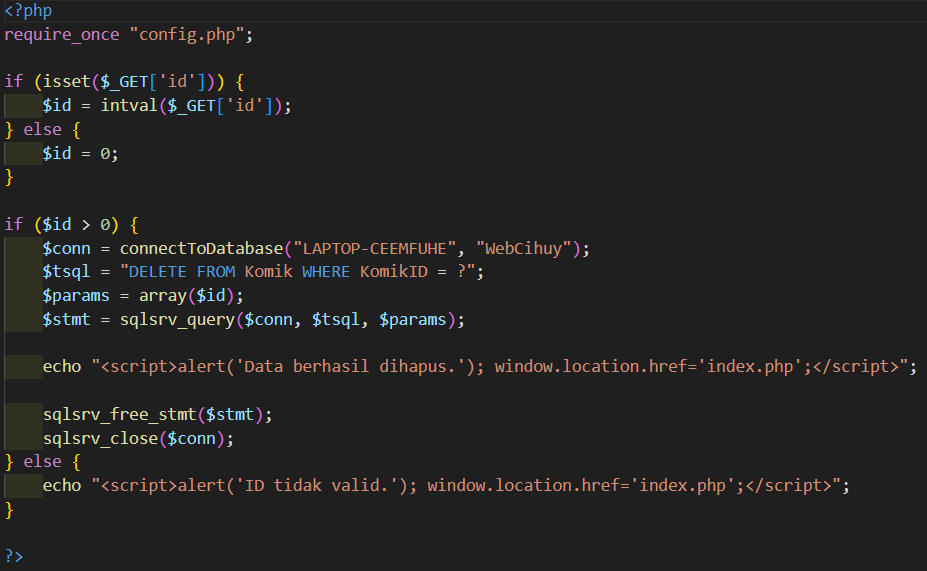 <?php
require_once "config.php";
if (isset($_GET['id'])) {
    $id = intval($_GET['id']);
} else {
    $id = 0;
}
if ($id > 0) {
    $conn = connectToDatabase("LAPTOP-CEEMFUHE", "WebCihuy");
    $tsql = "DELETE FROM Komik WHERE KomikID = ?";
    $params = array($id);
    $stmt = sqlsrv_query($conn, $tsql, $params);
    echo "<script>alert('Data berhasil dihapus.'); window.location.href='index.php';</script>";
    sqlsrv_free_stmt($stmt);
    sqlsrv_close($conn);
} else {
    echo "<script>alert('ID tidak valid.'); window.location.href='index.php';</script>";
}
?>